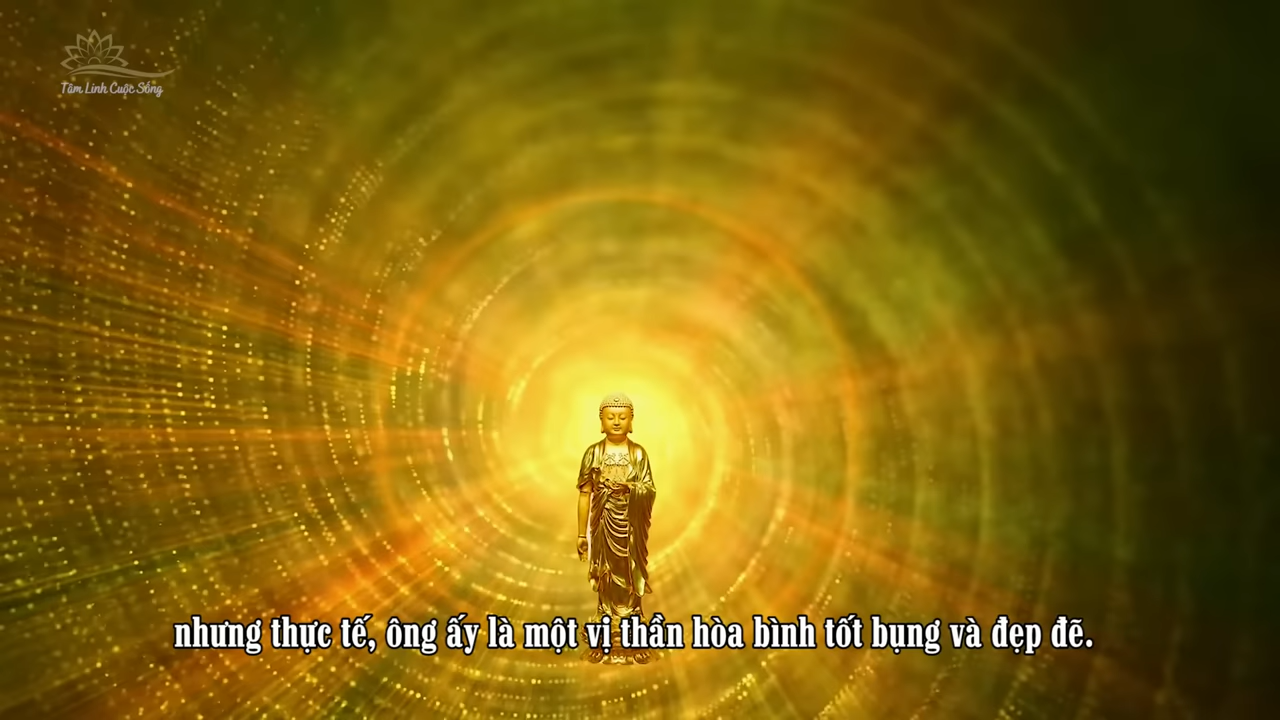 Tâm Linh Cuộc Sống
nhưng thực tế, ông ấy là một vị thần hòa bình tốt bụng và đẹp đẽ.